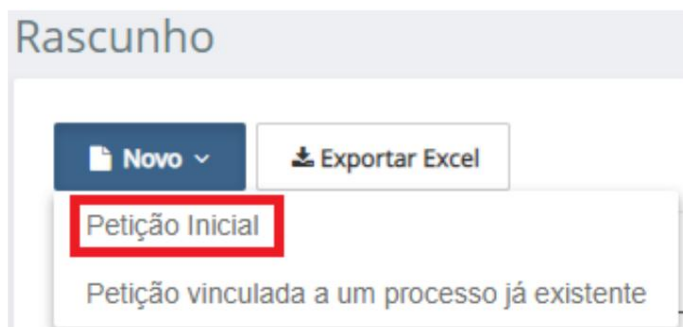 Rascunho
Novo Exportar Excel
Petição Inicial
Petição vinculada a um processo já existente